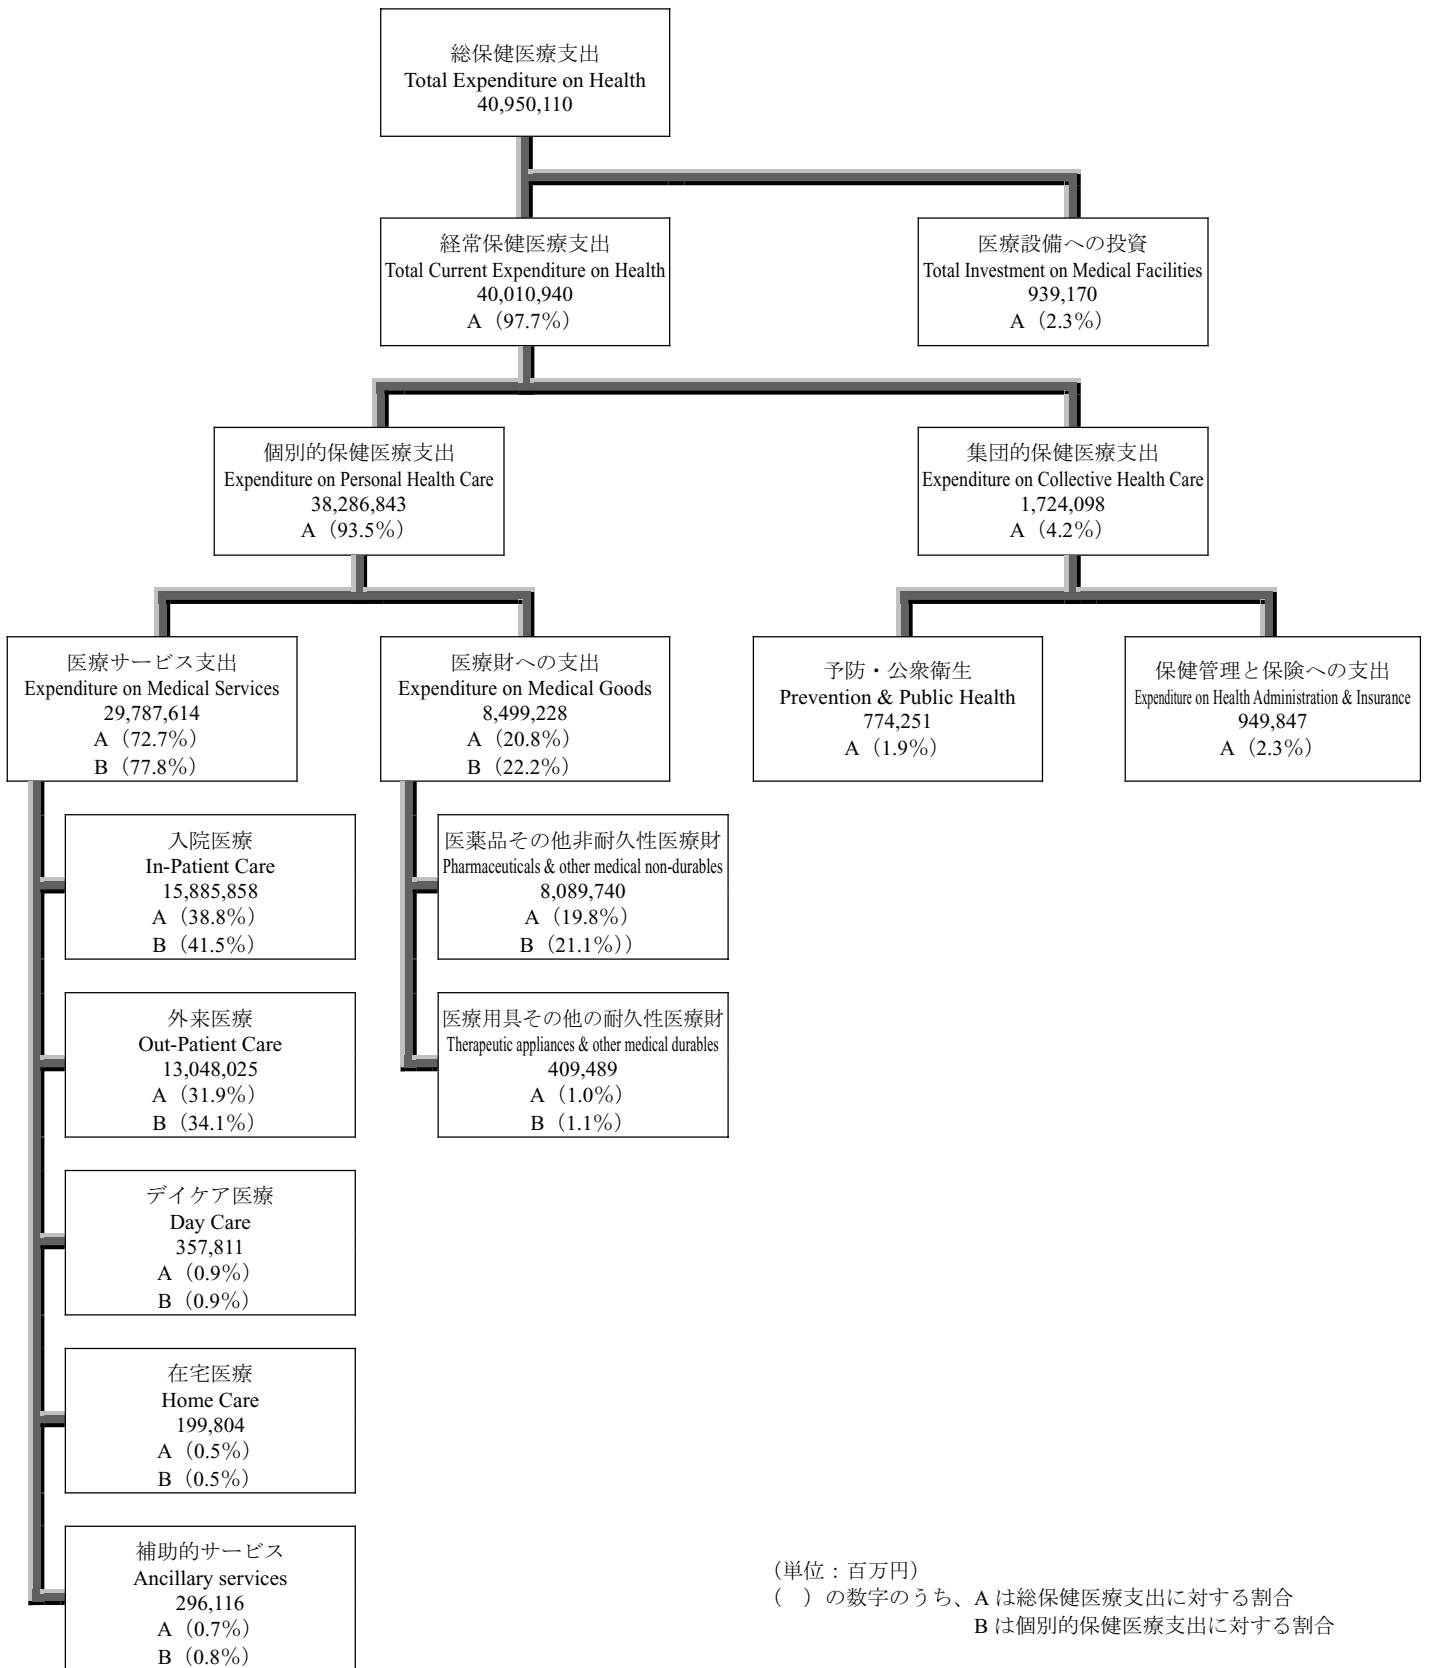 総保健医療支出
Total Expenditure on Health
40,950,110
経常保健医療支出
Total Current Expenditure on Health
40,010,940
A（97.7%）
医療設備への投資
Total Investment on Medical Facilities
939,170
A（2.3%）
個別的保健医療支出
Expenditure on Personal Health Care
38,286,843
A（93.5%）
集団的保健医療支出
Expenditure on Collective Health Care
1,724,098
A（4.2%）
医療サービス支出
Expenditure on Medical Services
29,787,614
A（72.7%）
B（77.8%）
医療財への支出
Expenditure on Medical Goods
8,499,228
A（20.8%）
B（22.2%）
予防・公衆衛生
Prevention & Public Health
774,251
A（1.9%）
保健管理と保険への支出
Expenditure on Health Administration & Insurance
949,847
A（2.3%）
入院医療
In-Patient Care
15,885,858
A（38.8%）
B（41.5%）
医薬品その他非耐久性医療財
Pharmaceuticals & other medical non-durables
8,089,740
A（19.8%）
B（21.1%））
外来医療
Out-Patient Care
13,048,025
A（31.9%）
B（34.1%）
医療用具その他の耐久性医療財
Therapeutic appliances & other medical durables
409,489
A（1.0%）
B（1.1%）
デイケア医療
Day Care
357,811
A（0.9%）
B（0.9%）
在宅医療
Home Care
199,804
A（0.5%）
B（0.5%）
補助的サービス
Ancillary services
296,116
A（0.7%）
B（0.8%）
（単位：百万円）
（　）の数字のうち、A は総保健医療支出に対する割合
B は個別的保健医療支出に対する割合